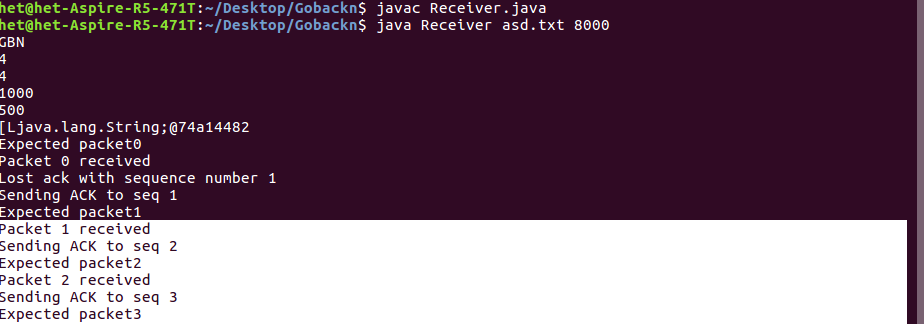 het@het-Aspire-R5-471T:~/Desktop/Gobackn$ javac Receiver.java
het@het-Aspire-R5-471T:~/Desktop/Gobackn$ java Receiver asd.txt 8000
GBN
4
4
1000
500
[Ljava.lang.String;@74a14482
Expected packet0
Packet 0 received
Lost ack with sequence number 1
Sending ACK to seq 1
Expected packet1
Packet 1 received
Sending ACK to seq 2
Expected packet2
Packet 2 received
Sending ACK to seq 3
Expected packet3